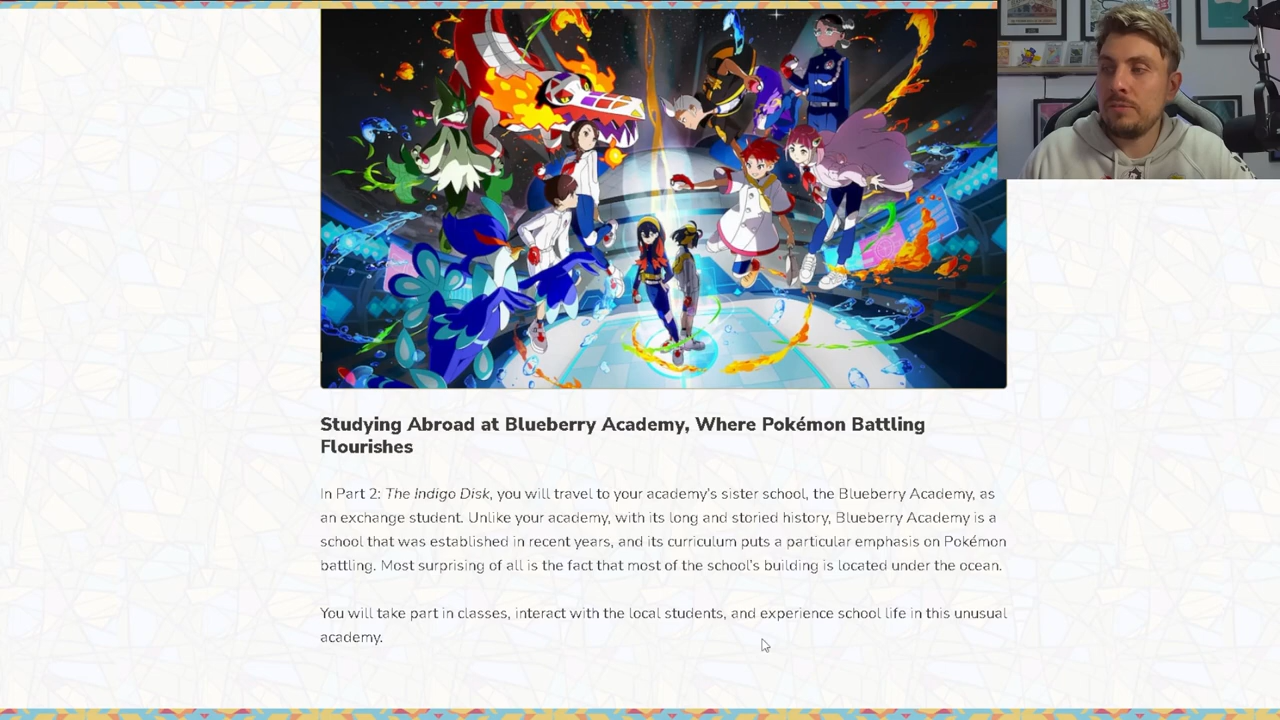 Studying Abroad at Blueberry Academy, Where Pokémon Battling
Flourishes
In Part 2: The Indigo Disk, you will travel to your academy's sister school, the Blueberry Academy, as
an exchange student. Unlike your academy, with its long and storied history, Blueberry Academy is a
school that was established in recent years, and its curriculum puts a particular emphasis on Pokémon
battling. Most surprising of all is the fact that most of the school's building is located under the ocean.
You will take part in classes, interact with the local students, and experience school life in this unusual
academy.